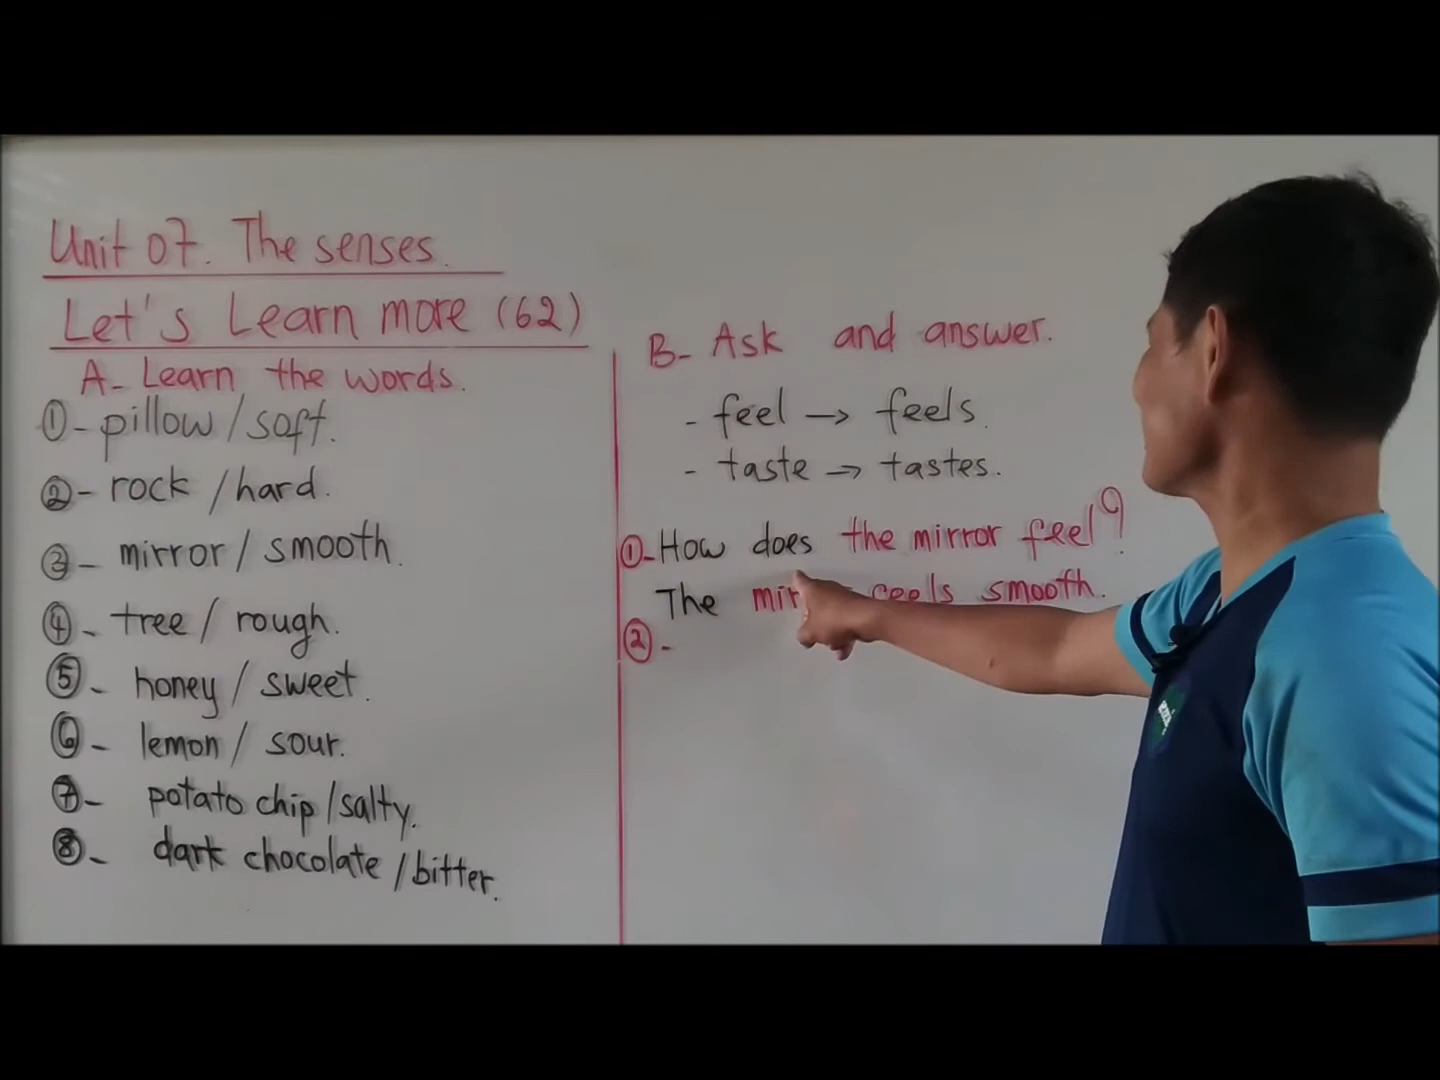 Unit 07. The senses.
Let's Learn more (62)
A- Learn the words.
①- pillow/soft.
②- rock /hard.
③- mirror/ smooth.
④- tree/ rough.
⑤- honey/ sweet.
⑥- lemon/ sour.
⑦- potato chip/salty.
⑧- dark chocolate/bitter.
B- Ask and answer.
- feel → feels.
- taste → tastes.
①-How does the mirror feel?
The smooth.
②-